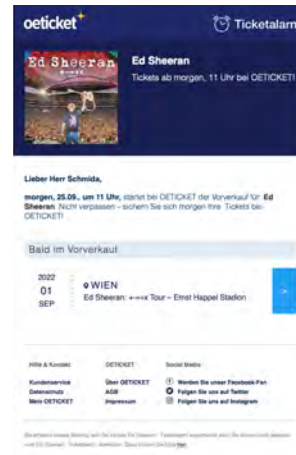 oeticket
Ticketalarm
Ed Sheeran
Ed Sheeran
Tickets ab morgen, 11 Uhr bei OETICKET!
Lieber Herr Schmida,
morgen, 25.09., um 11 Uhr, startet bei OETICKET der Vorverkauf für Ed
Sheeran. Nicht verpassen – sichern Sie sich morgen Ihre Tickets bei
OETICKET!
Bald im Vorverkauf
2022
01
SEP
WIEN
Ed Sheeran: +-=÷x Tour – Ernst Happel Stadion
>
Hilfe & Kontakt
OETICKET
Social Media
Kundenservice
Über OETICKET
Werden Sie unser Facebook-Fan
Datenschutz
AGB
Folgen Sie uns auf Twitter
Mein OETICKET
Impressum
Folgen Sie uns auf Instagram